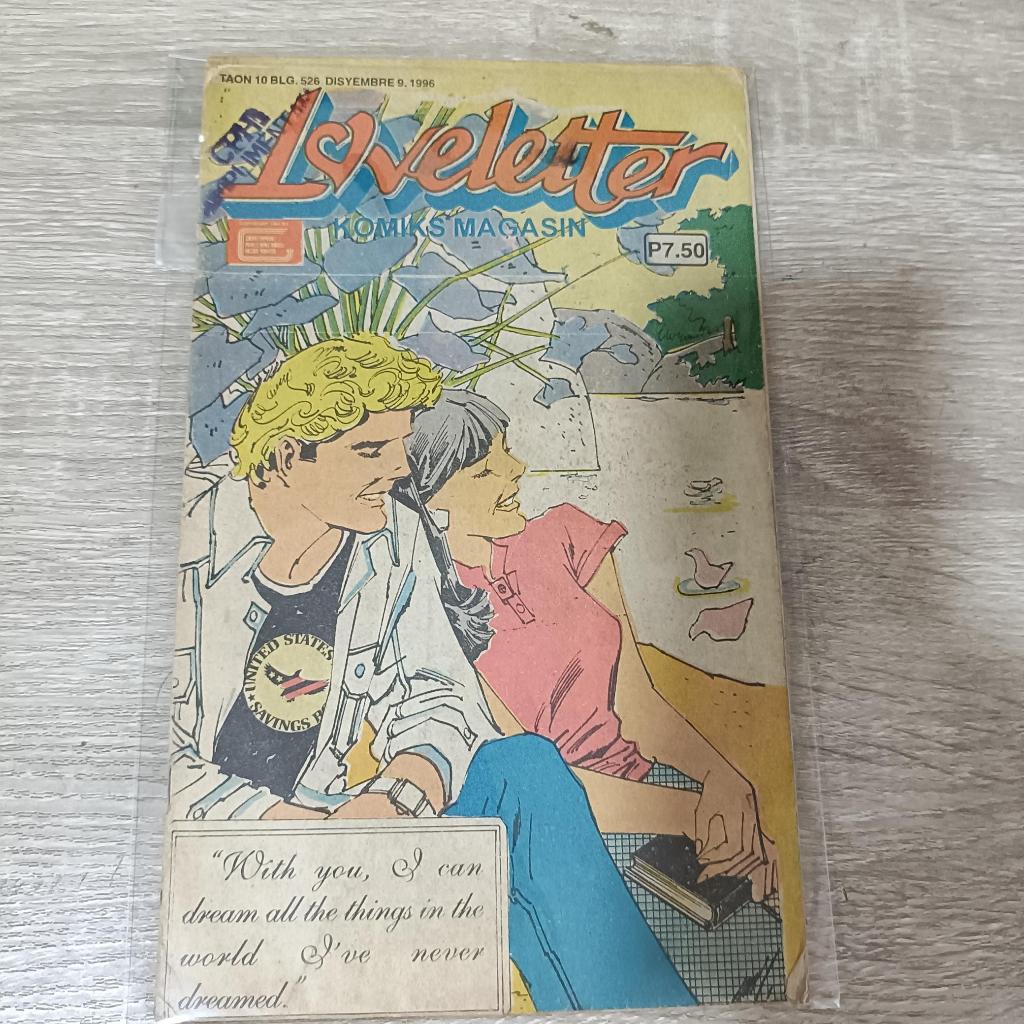 TAON 10 BLG. 526 DISYEMBRE 9, 1996
Loveletter
KOMIKS MAGASIN
P7.50
UNITED STATES
SAVINGS B
"With you, I can
dream all the things in the
world I've never
dreamed."